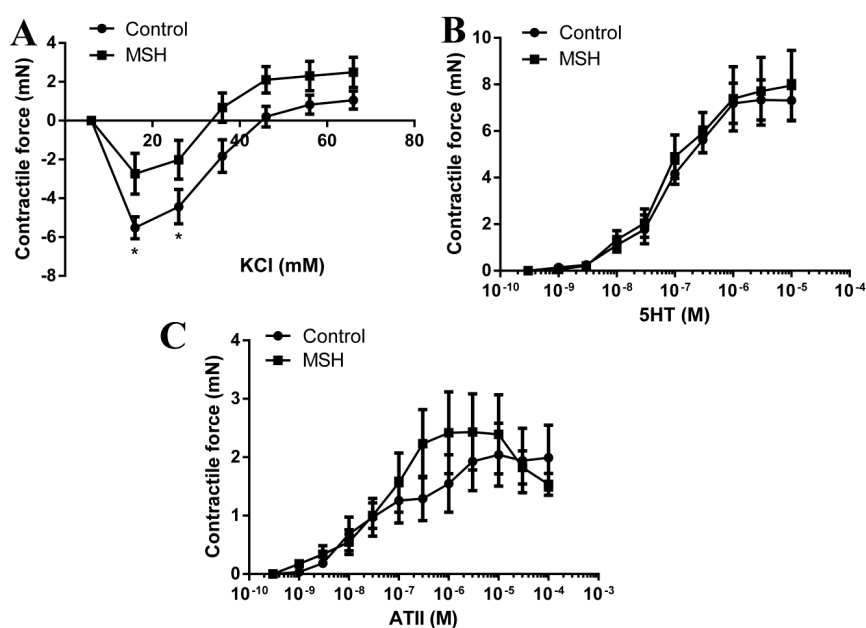 A
Control
MSH
Contractile force (mN)
4
2
0
-2
-4
-6
-8
20
40
60
80
*
*
KCl (mM)
B
Control
MSH
Contractile force (mN)
10
8
6
4
2
0
10⁻¹⁰ 10⁻⁹ 10⁻⁸ 10⁻⁷ 10⁻⁶ 10⁻⁵ 10⁻⁴
5HT (M)
C
Control
MSH
Contractile force (mN)
4
3
2
1
0
10⁻¹⁰ 10⁻⁹ 10⁻⁸ 10⁻⁷ 10⁻⁶ 10⁻⁵ 10⁻⁴ 10⁻³
ATII (M)